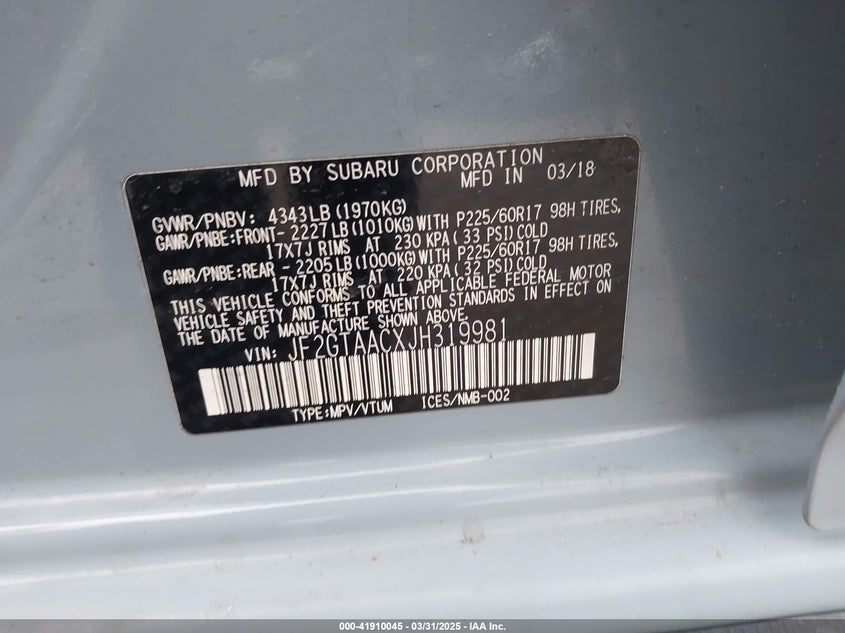 MFD BY SUBARU CORPORATION
MFD IN 03/18
GVWR/PNBV: 4343LB(1970KG)
GAWR/PNBE:FRONT- 2227LB(1010KG)WITH P225/60R17 98H TIRES,
17X7J RIMS AT 230 KPA(33 PSI)COLD
GAWR/PNBE:REAR - 2205LB(1000KG)WITH P225/60R17 98H TIRES,
17X7J RIMS AT 220 KPA(32 PSI)COLD
THIS VEHICLE CONFORMS TO ALL APPLICABLE FEDERAL MOTOR
VEHICLE SAFETY AND THEFT PREVENTION STANDARDS IN EFFECT ON
THE DATE OF MANUFACTURE SHOWN ABOVE.
VIN: JF2GTAACXJH319981
TYPE:MPV/VTUM ICES/NMB-002
000-41910045 - 03/31/2025 - IAA Inc.